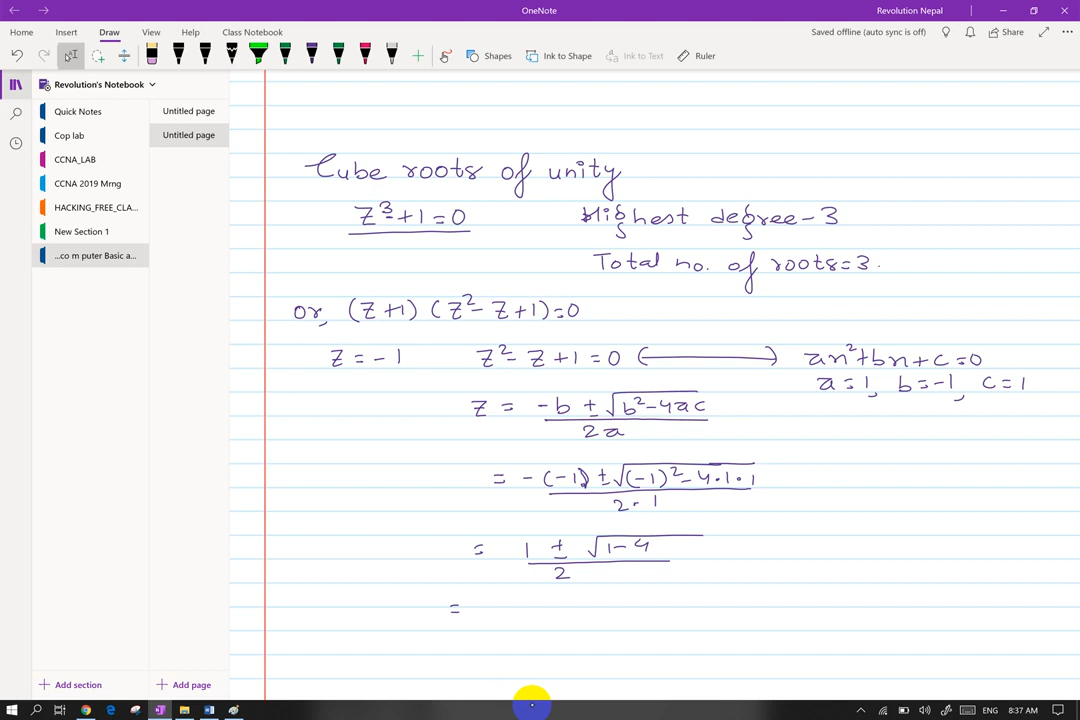 OneNote
Revolution Nepal
Home Insert Draw View Help Class Notebook
Saved offline (auto sync is off)
Share
Shapes Ink to Shape Ink to Text Ruler
Revolution's Notebook
Quick Notes
Cop lab
CCNA_LAB
CCNA 2019 Mrng
HACKING_FREE_CLA...
New Section 1
...co m puter Basic a...
Untitled page
Untitled page
Cube roots of unity
z³+1=0
Highest degree-3
Total no. of roots=3.
or, (z+1) (z²-z+1)=0
z=-1
z²-z+1=0 ⟷ an²+bn+c=0
a=1, b=-1, c=1
z = (-b ± √(b²-4ac))/2a
= (-(-1) ± √((-1)²-4·1·1))/2·1
= (1 ± √(1-4))/2
=
+ Add section
+ Add page
ENG
8:37 AM